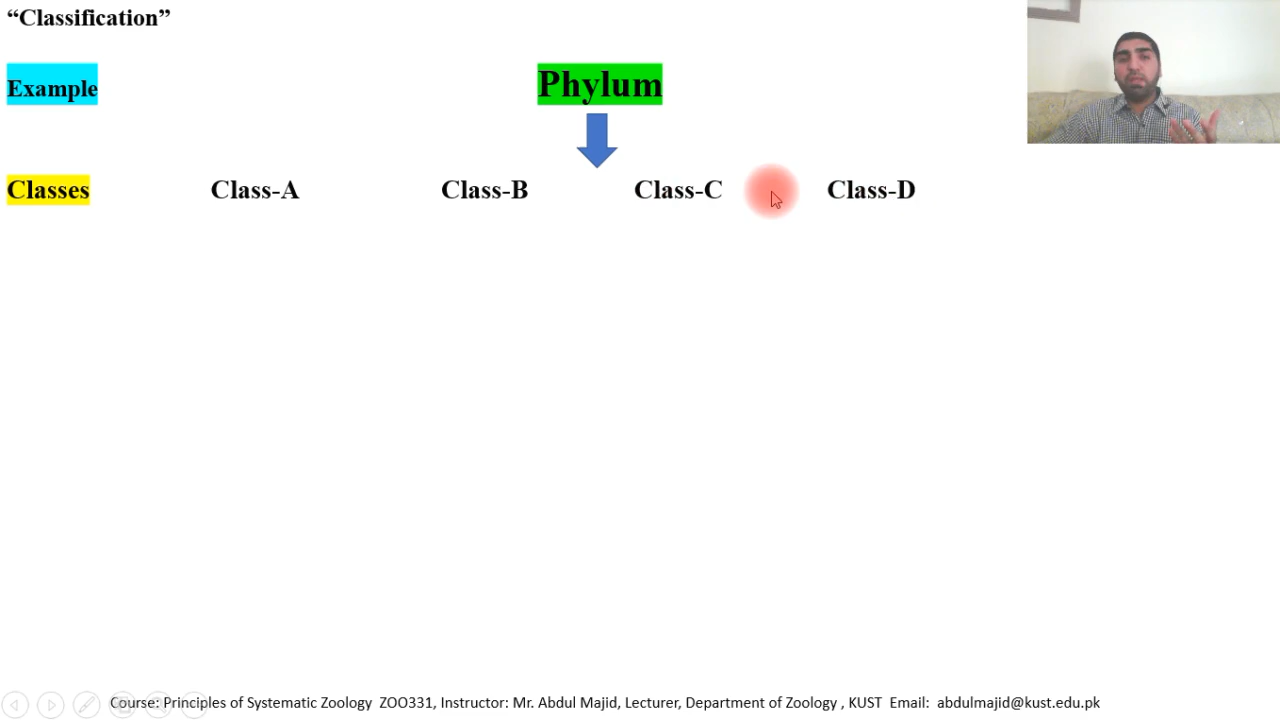 “Classification”
Example Phylum
Classes Class-A Class-B Class-C Class-D
Course: Principles of Systematic Zoology ZOO331, Instructor: Mr. Abdul Majid, Lecturer, Department of Zoology , KUST Email: abdulmajid@kust.edu.pk